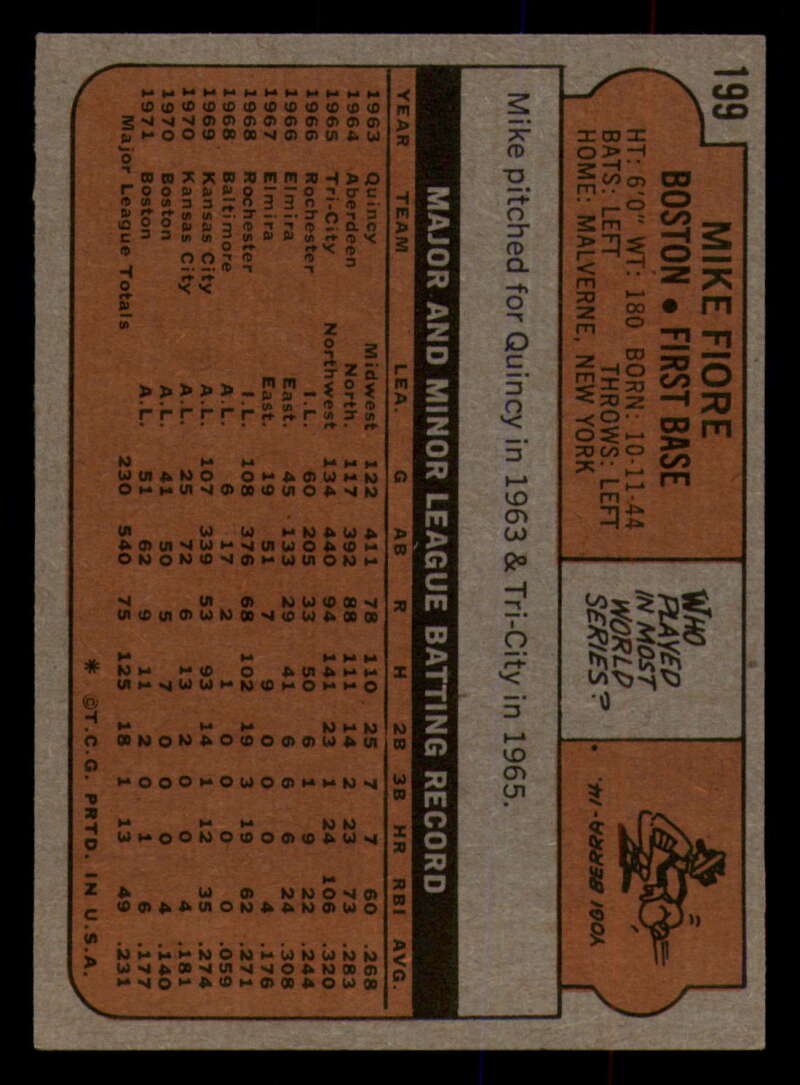 199
MIKE FIORE
BOSTON • FIRST BASE
HT: 6'0" WT: 180 BORN: 10-11-44
BATS: LEFT THROWS: LEFT
HOME: MALVERNE, NEW YORK
WHO
PLAYED
IN MOST
WORLD
SERIES?
YOGI BERRA-14.
Mike pitched for Quincy in 1963 & Tri-City in 1965.
MAJOR AND MINOR LEAGUE BATTING RECORD
YEAR TEAM LEA. G AB R H 2B 3B HR RBI AVG.
1963 Quincy Midwest 122 411 78 110 25 7 7 60 .268
1964 Aberdeen North. 117 392 88 111 14 2 23 73 .283
1965 Tri-City Northwest 134 440 94 141 23 1 24 106 .320
1966 Rochester I.L. 60 205 33 50 6 1 9 22 .244
1966 Elmira East. 45 133 29 41 6 6 6 24 .308
1967 Elmira East. 19 51 7 9 0 0 0 4 .176
1968 Rochester I.L. 108 376 68 102 19 3 19 62 .271
1968 Baltimore A.L. 6 17 2 1 0 0 0 0 .059
1969 Kansas City A.L. 107 339 53 93 14 1 12 35 .274
1970 Kansas City A.L. 25 72 6 13 2 0 0 4 .181
1970 Boston A.L. 41 50 5 7 0 0 0 4 .140
1971 Boston A.L. 51 62 9 11 2 0 1 6 .177
Major League Totals 230 540 75 125 18 1 13 49 .231
* ©T.C.G. PRTD. IN U.S.A.